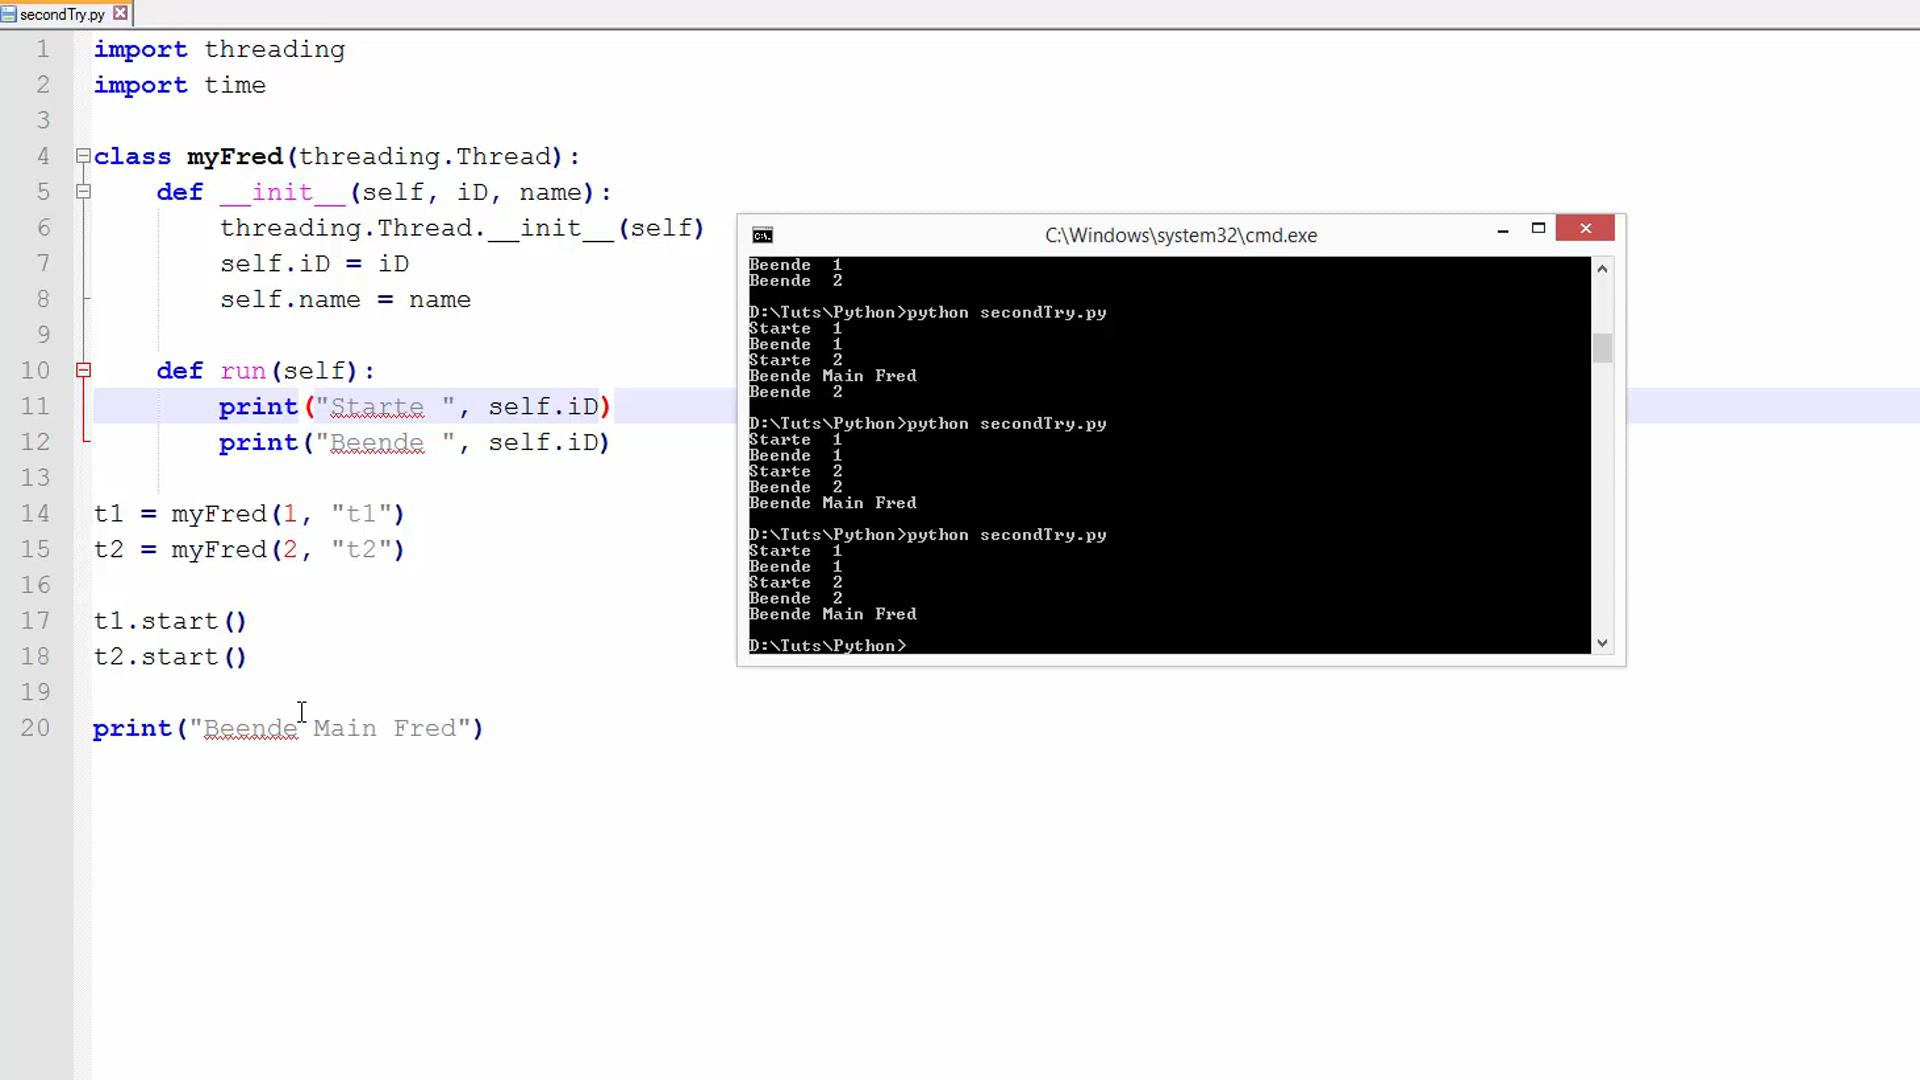 secondTry.py
1 import threading
2 import time
3
4 class myFred(threading.Thread):
5 def __init__(self, iD, name):
6 threading.Thread.__init__(self)
7 self.iD = iD
8 self.name = name
9
10 def run(self):
11 print("Starte ", self.iD)
12 print("Beende ", self.iD)
13
14 t1 = myFred(1, "t1")
15 t2 = myFred(2, "t2")
16
17 t1.start()
18 t2.start()
19
20 print("Beende Main Fred")
C:\Windows\system32\cmd.exe
Beende 1
Beende 2
D:\Tuts\Python>python secondTry.py
Starte 1
Beende 1
Starte 2
Beende Main Fred
Beende 2
D:\Tuts\Python>python secondTry.py
Starte 1
Beende 1
Starte 2
Beende 2
Beende Main Fred
D:\Tuts\Python>python secondTry.py
Starte 1
Beende 1
Starte 2
Beende 2
Beende Main Fred
D:\Tuts\Python>